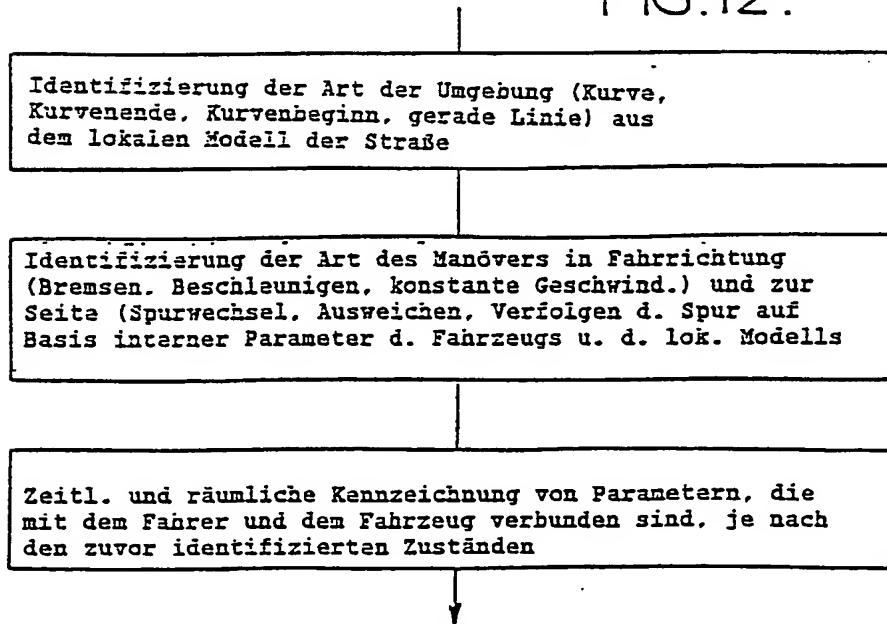 FIG.12.
Identifizierung der Art der Umgebung (Kurve,
Kurvenende, Kurvenbeginn, gerade Linie) aus
dem lokalen Modell der Straße
Identifizierung der Art des Manövers in Fahrrichtung
(Bremsen. Beschleunigen, konstante Geschwind.) und zur
Seite (Spurwechsel, Ausweichen, Verfolgen d. Spur auf
Basis interner Parameter d. Fahrzeugs u. d. lok. Modells
Zeitl. und räumliche Kennzeichnung von Parametern, die
mit dem Fahrer und dem Fahrzeug verbunden sind, je nach
den zuvor identifizierten Zuständen